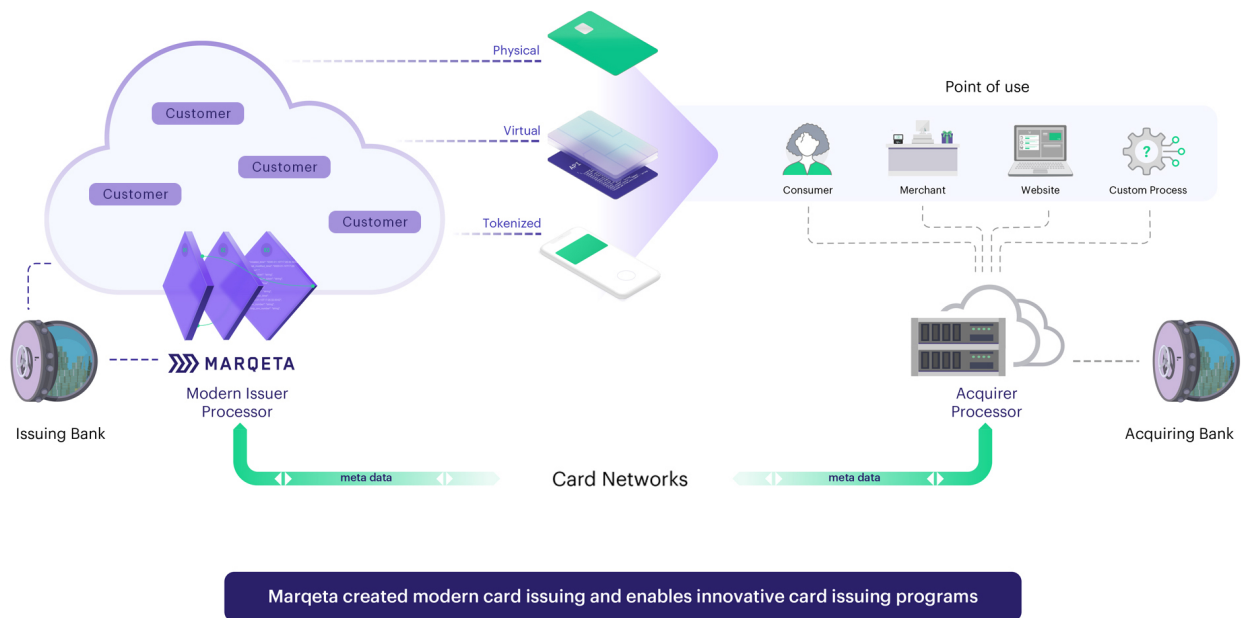 Physical
Point of use
Customer
Virtual
Customer
Customer
Consumer
Merchant
Website
Custom Process
Customer
Tokenized
MARQETA
Modern Issuer
Processor
Acquirer
Processor
Issuing Bank
Acquiring Bank
meta data
Card Networks
meta data
Marqeta created modern card issuing and enables innovative card issuing programs